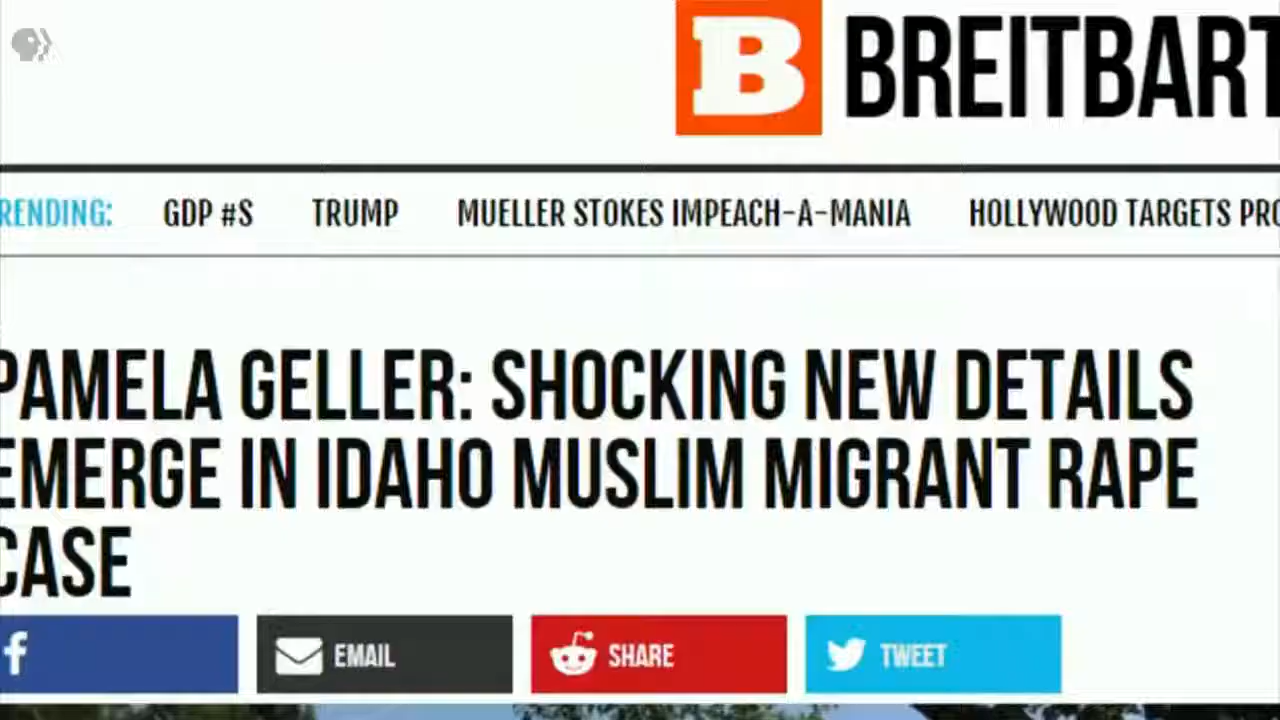 B BREITBART
RENDING: GDP #S TRUMP MUELLER STOKES IMPEACH-A-MANIA HOLLYWOOD TARGETS PRO
PAMELA GELLER: SHOCKING NEW DETAILS
EMERGE IN IDAHO MUSLIM MIGRANT RAPE
CASE
f EMAIL SHARE TWEET